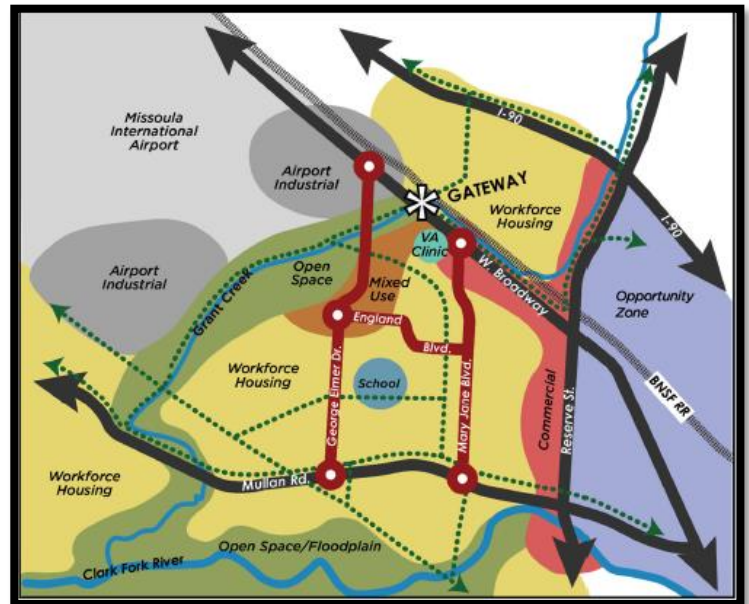 Missoula
International
Airport
Airport
Industrial
I-90
GATEWAY
Workforce
Housing
VA
Clinic
I-90
Airport
Industrial
Open
Space
Mixed
Use
W. Broadway
Opportunity
Zone
Grant Creek
England
Blvd.
BNSF RR
Workforce
Housing
School
George Elmer Dr.
Mary Jane Blvd.
Commercial
Reserve St.
Workforce
Housing
Mullan Rd.
Open Space/Floodplain
Clark Fork River